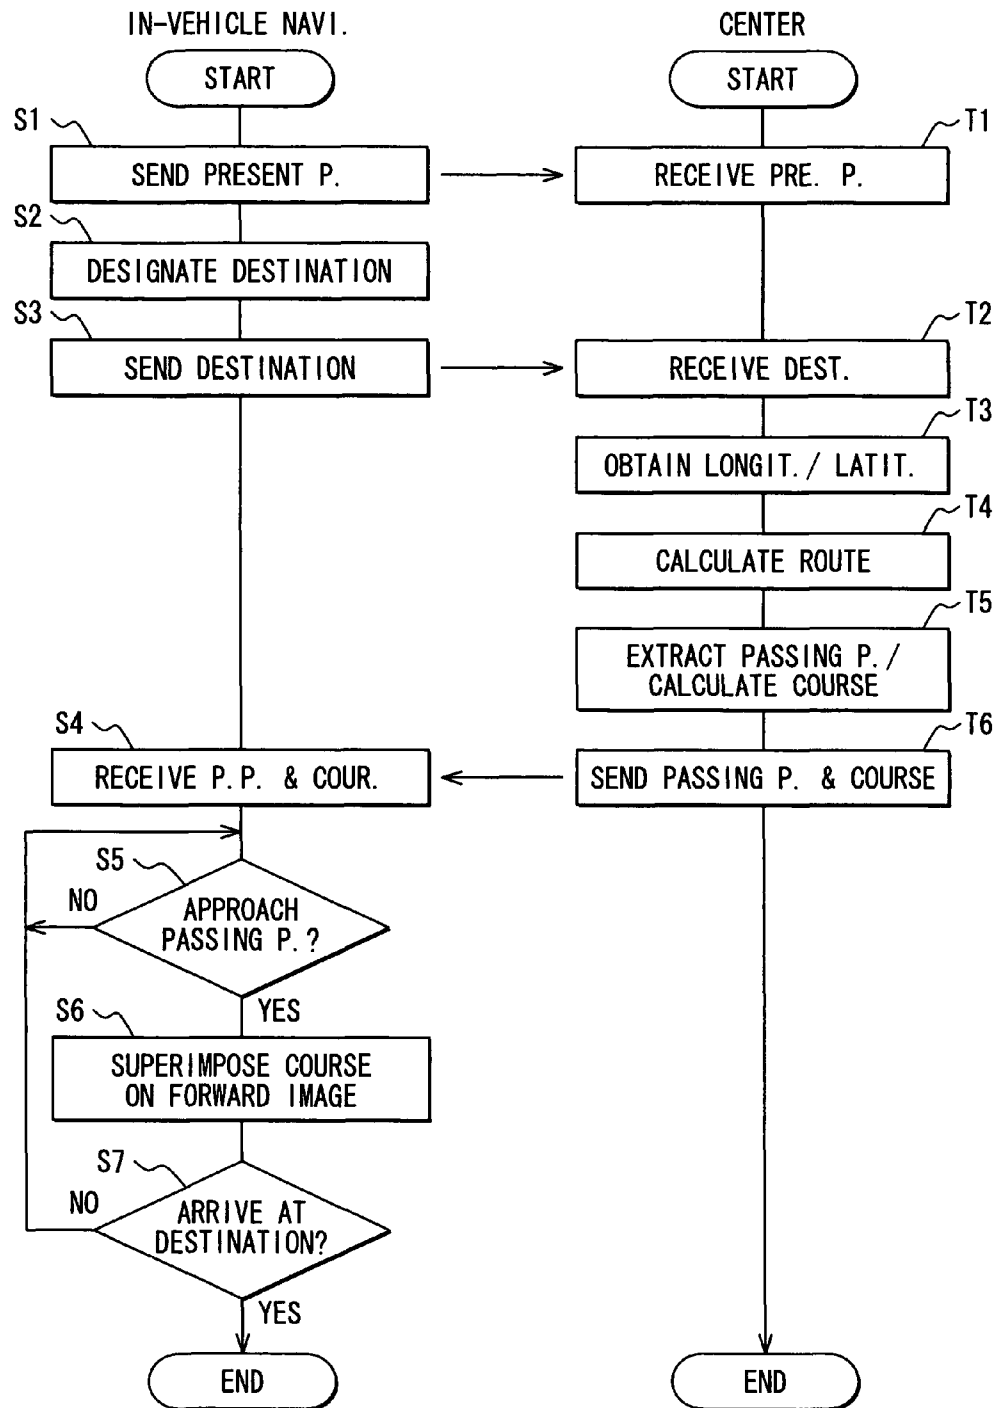 IN-VEHICLE NAVI.
CENTER
START
START
S1
T1
SEND PRESENT P.
RECEIVE PRE. P.
S2
DESIGNATE DESTINATION
S3
T2
SEND DESTINATION
RECEIVE DEST.
T3
OBTAIN LONGIT./ LATIT.
T4
CALCULATE ROUTE
T5
EXTRACT PASSING P./
CALCULATE COURSE
S4
T6
RECEIVE P.P. & COUR.
SEND PASSING P. & COURSE
S5
NO
APPROACH
PASSING P.?
YES
S6
SUPERIMPOSE COURSE
ON FORWARD IMAGE
S7
NO
ARRIVE AT
DESTINATION?
YES
END
END